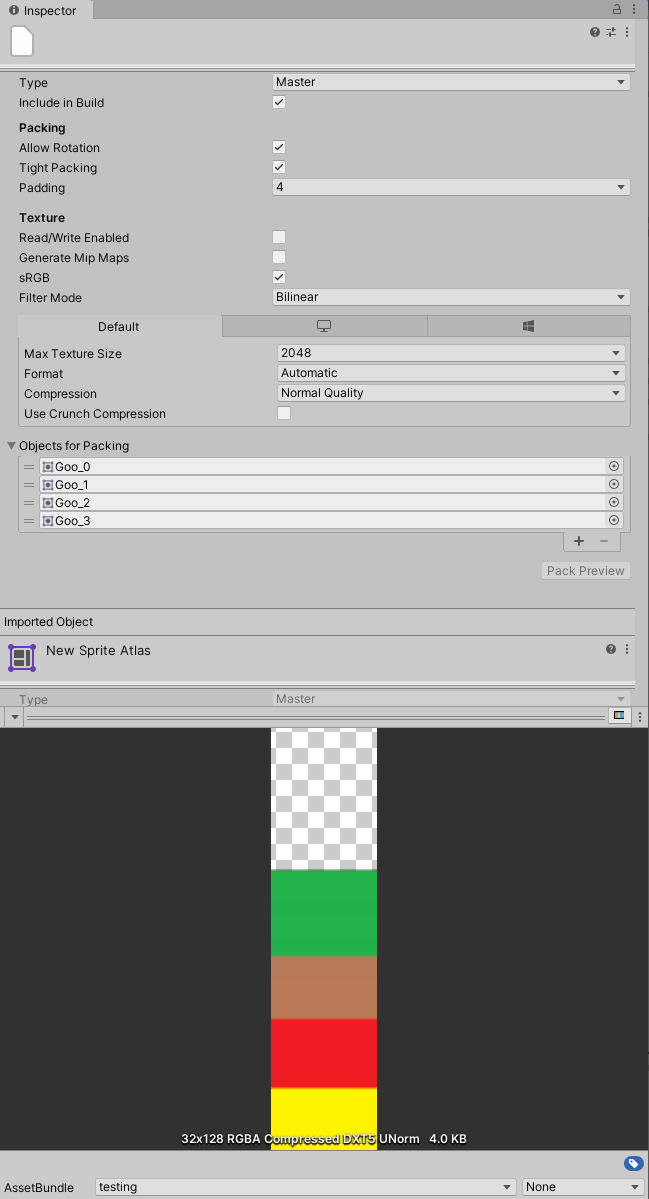 Inspector
Type Master
Include in Build
Packing
Allow Rotation
Tight Packing
Padding 4
Texture
Read/Write Enabled
Generate Mip Maps
sRGB
Filter Mode Bilinear
Default
Max Texture Size 2048
Format Automatic
Compression Normal Quality
Use Crunch Compression
Objects for Packing
Goo_0
Goo_1
Goo_2
Goo_3
Pack Preview
Imported Object
New Sprite Atlas
Type Master
32x128 RGBA Compressed DXT5 UNorm 4.0 KB
AssetBundle testing None